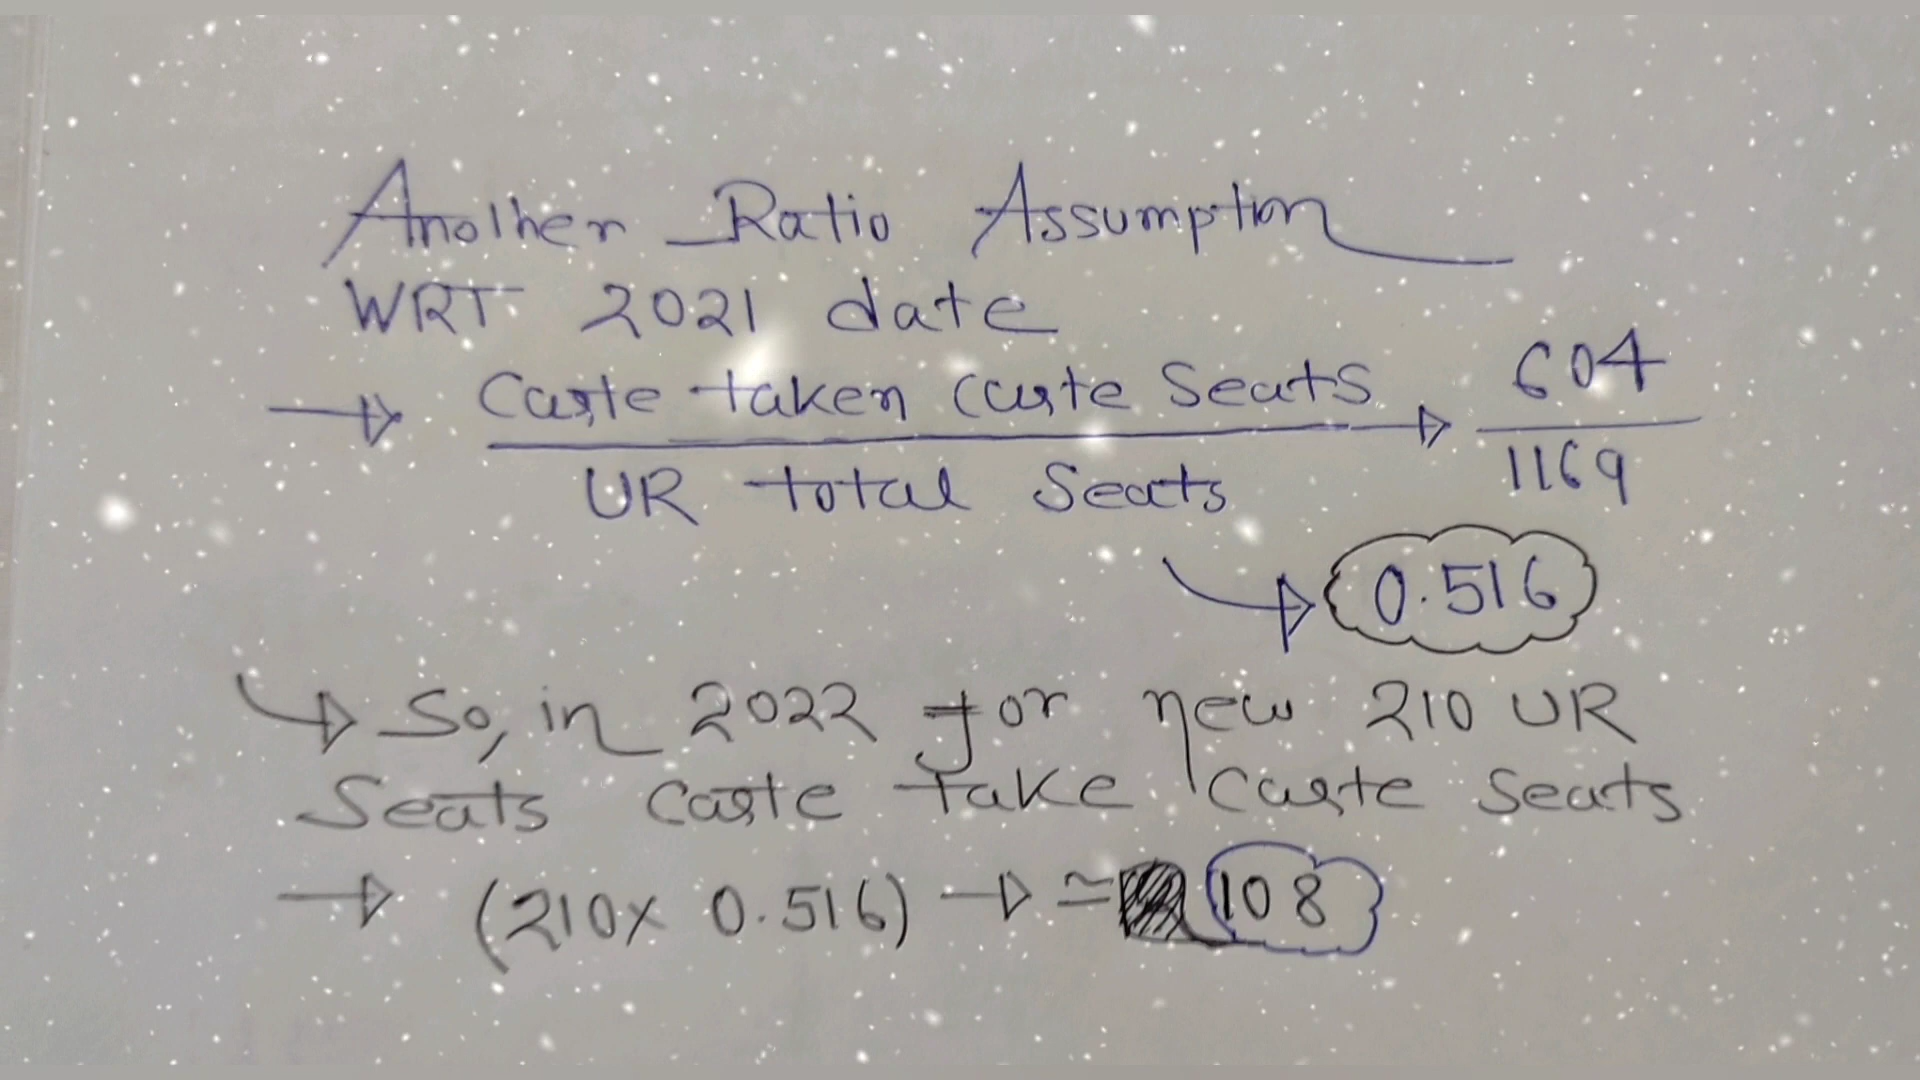 Another Ratio Assumption
WRT 2021 date
→ Caste taken Caste Seats → 604
UR total Seats 1169
→ 0.516
→ So, in 2022 for new 210 UR
Seats Caste take Caste Seats
→ (210x 0.516) → ≃ 108